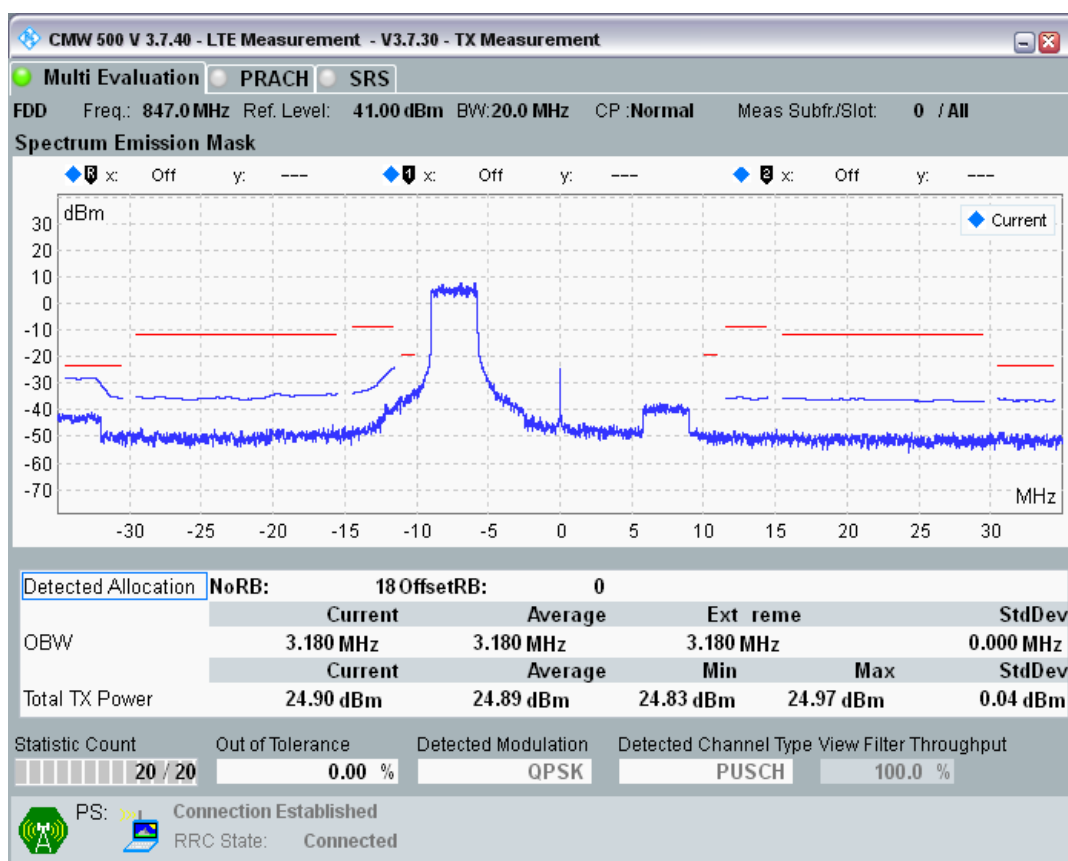 CMW 500 V 3.7.40 - LTE Measurement - V3.7.30 - TX Measurement
Multi Evaluation PRACH SRS
FDD Freq.: 847.0 MHz Ref. Level: 41.00 dBm BW:20.0 MHz CP :Normal Meas Subfr./Slot: 0 / All
Spectrum Emission Mask
R x: Off y: --- 1 x: Off y: --- 2 x: Off y: ---
dBm
Current
30
20
10
0
-10
-20
-30
-40
-50
-60
-70
MHz
-30 -25 -20 -15 -10 -5 0 5 10 15 20 25 30
Detected Allocation NoRB: 18 OffsetRB: 0
Current Average Ext reme StdDev
OBW 3.180 MHz 3.180 MHz 3.180 MHz 0.000 MHz
Current Average Min Max StdDev
Total TX Power 24.90 dBm 24.89 dBm 24.83 dBm 24.97 dBm 0.04 dBm
Statistic Count Out of Tolerance Detected Modulation Detected Channel Type View Filter Throughput
20 / 20 0.00 % QPSK PUSCH 100.0 %
PS: Connection Established
RRC State: Connected